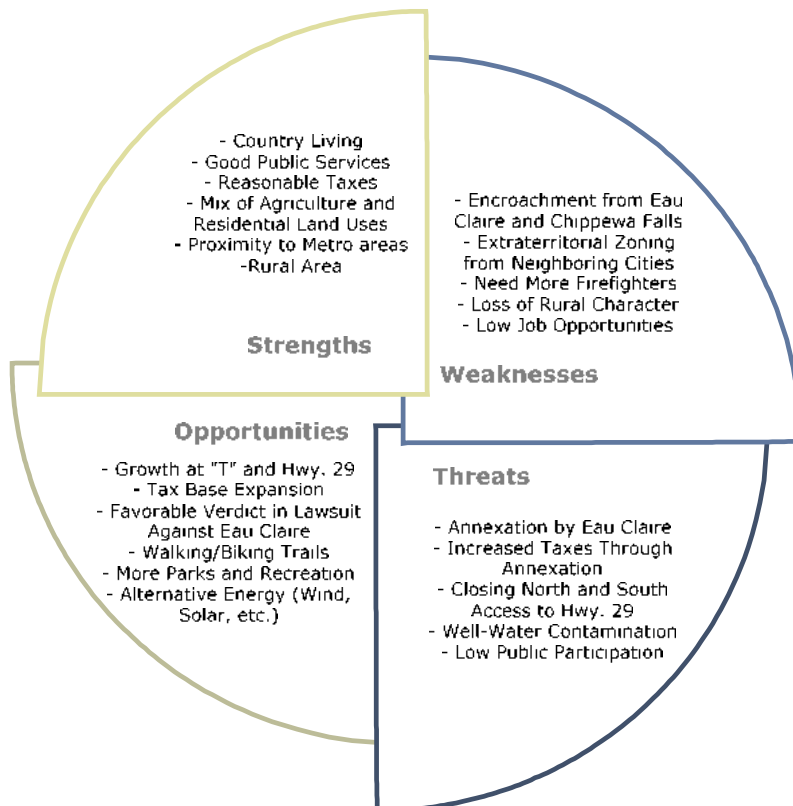 - Country Living
- Good Public Services
- Reasonable Taxes
- Mix of Agriculture and
Residential Land Uses
- Proximity to Metro areas
-Rural Area
Strengths
- Encroachment from Eau
Claire and Chippewa Falls
- Extraterritorial Zoning
from Neighboring Cities
- Need More Firefighters
- Loss of Rural Character
- Low Job Opportunities
Weaknesses
Opportunities
- Growth at "T" and Hwy. 29
- Tax Base Expansion
- Favorable Verdict in Lawsuit
Against Eau Claire
- Walking/Biking Trails
- More Parks and Recreation
- Alternative Energy (Wind,
Solar, etc.)
Threats
- Annexation by Eau Claire
- Increased Taxes Through
Annexation
- Closing North and South
Access to Hwy. 29
- Well-Water Contamination
- Low Public Participation